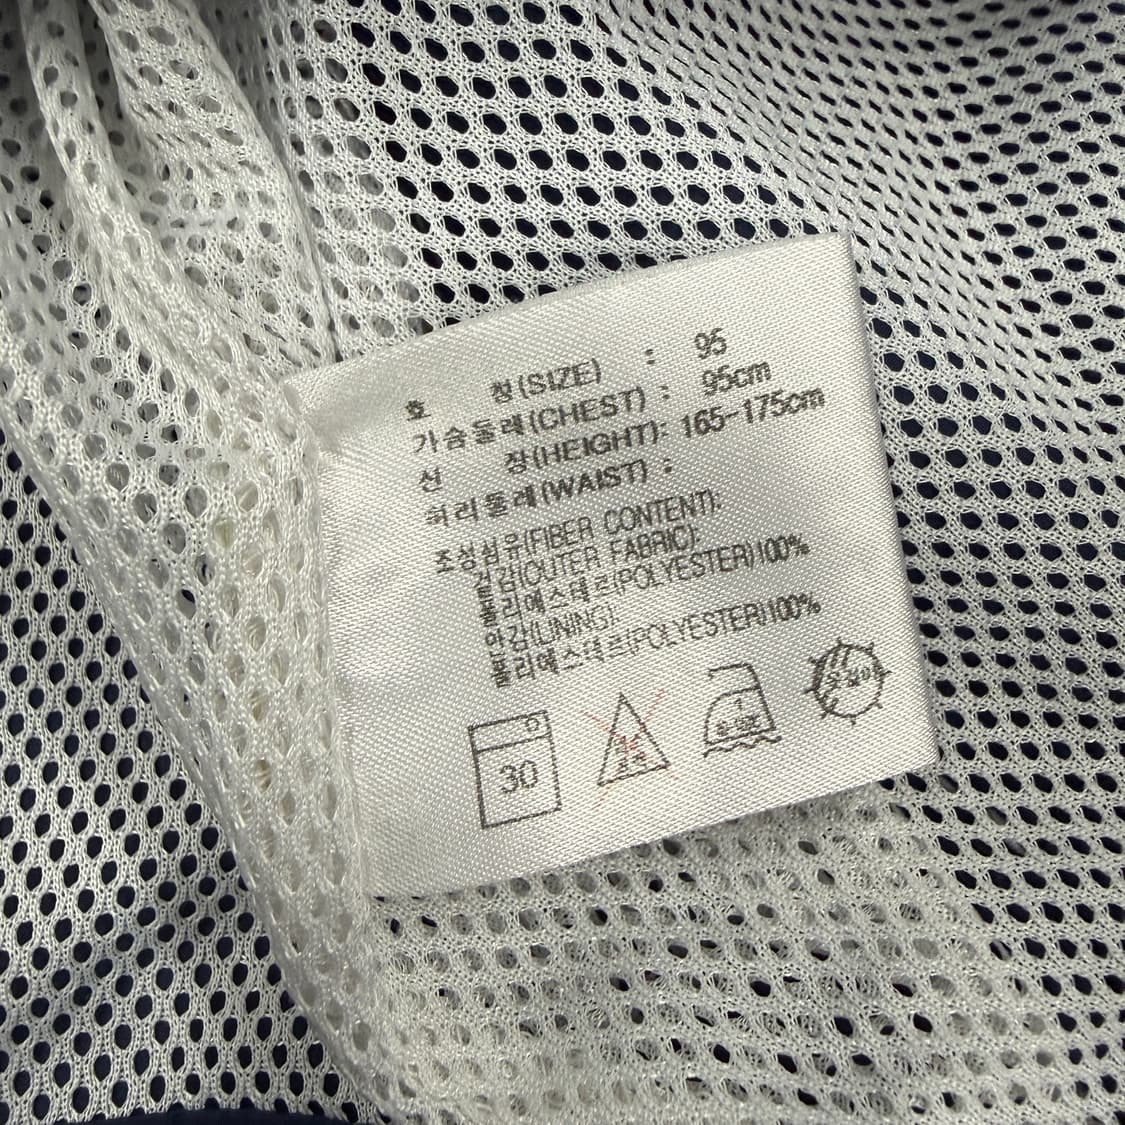 호 칭(SIZE) : 95
가슴둘레(CHEST) : 95cm
신 장(HEIGHT): 165~175cm
허리둘레(WAIST) :
조성섬유(FIBER CONTENT):
겉감(OUTER FABRIC):
폴리에스테르(POLYESTER)100%
안감(LINING):
폴리에스테르(POLYESTER)100%
30